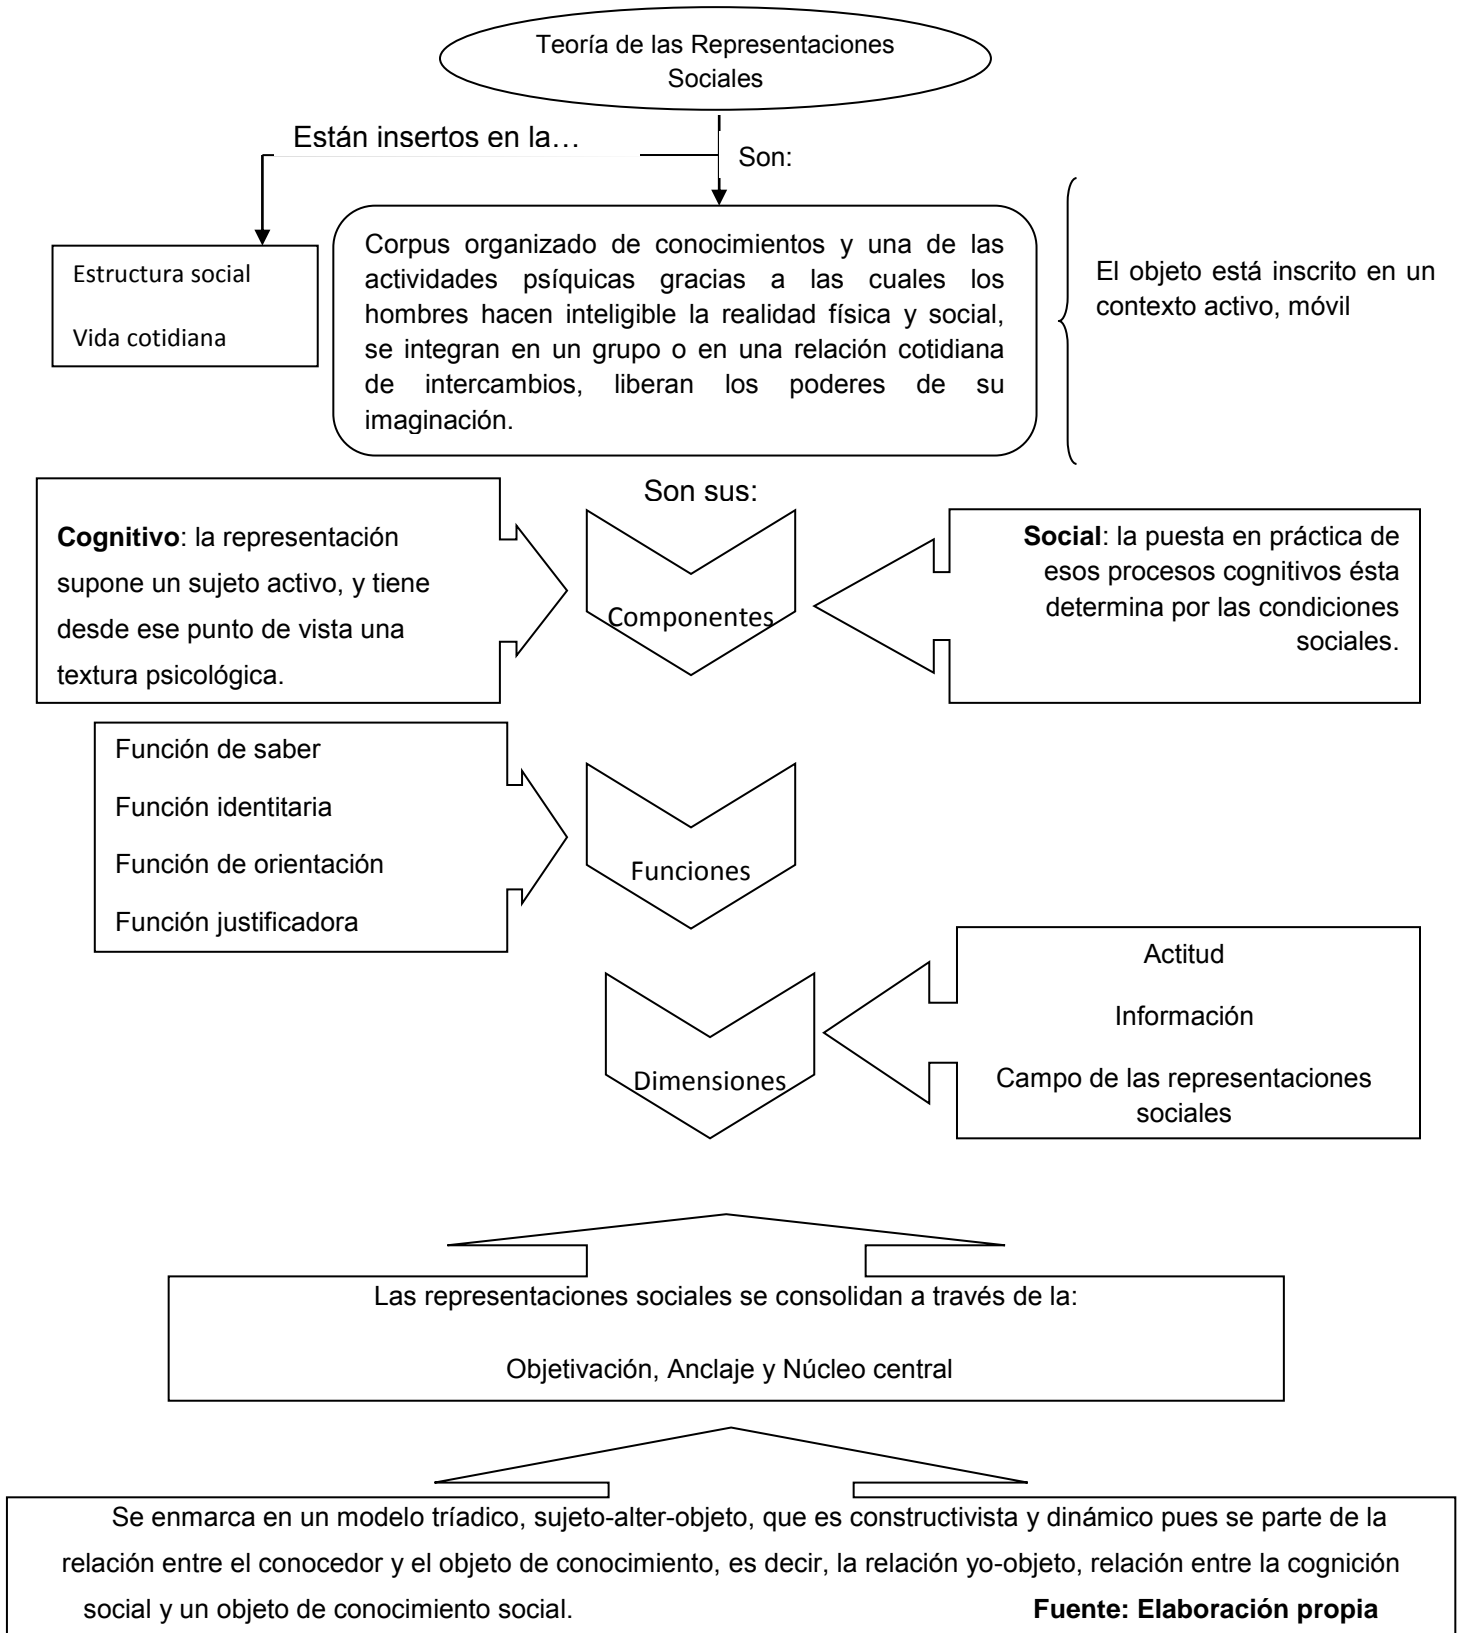 Teoría de las Representaciones
Sociales
Están insertos en la…
Son:
Estructura social
Vida cotidiana
Corpus organizado de conocimientos y una de las
actividades psíquicas gracias a las cuales los
hombres hacen inteligible la realidad física y social,
se integran en un grupo o en una relación cotidiana
de intercambios, liberan los poderes de su
imaginación.
El objeto está inscrito en un
contexto activo, móvil
Son sus:
Cognitivo: la representación
supone un sujeto activo, y tiene
desde ese punto de vista una
textura psicológica.
Componentes
Social: la puesta en práctica de
esos procesos cognitivos ésta
determina por las condiciones
sociales.
Función de saber
Función identitaria
Función de orientación
Función justificadora
Funciones
Dimensiones
Actitud
Información
Campo de las representaciones
sociales
Las representaciones sociales se consolidan a través de la:
Objetivación, Anclaje y Núcleo central
Se enmarca en un modelo tríadico, sujeto-alter-objeto, que es constructivista y dinámico pues se parte de la
relación entre el conocedor y el objeto de conocimiento, es decir, la relación yo-objeto, relación entre la cognición
social y un objeto de conocimiento social. Fuente: Elaboración propia